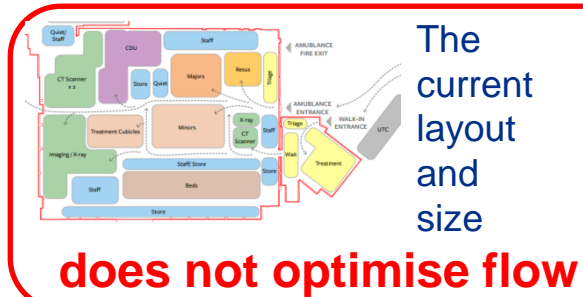 Quiet/
Staff
CDU
Staff
AMUBLANCE
FIRE EXIT
CT Scanner
x 2
Store
Quiet
Majors
Resus
Triage
AMUBLANCE
ENTRANCE
WALK-IN
ENTRANCE
UTC
Treatment Cubicles
Minors
X-ray
CT
Scanner
Staff
Triage
Wait
Treatment
Imaging / X-ray
Staff/ Store
Store
Staff
Beds
Store
The
current
layout
and
size
does not optimise flow